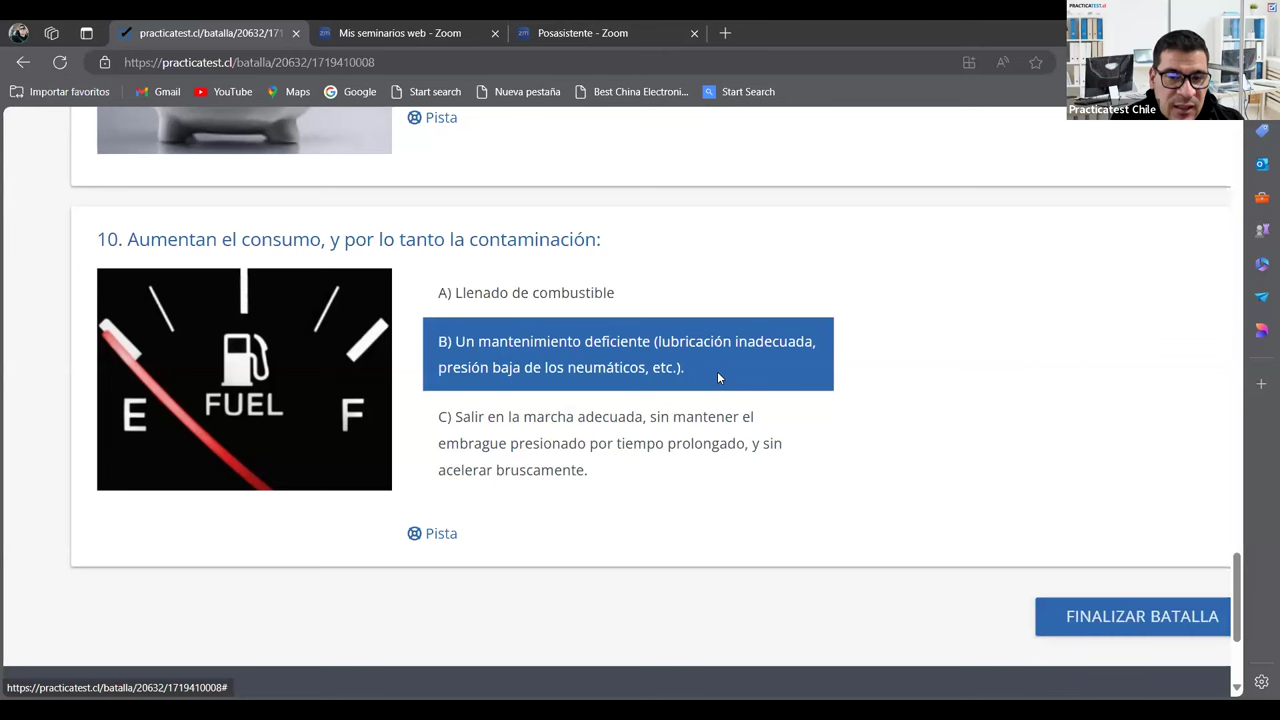 practicatest.cl/batalla/20632/171
Mis seminarios web - Zoom
Posasistente - Zoom
https://practicatest.cl/batalla/20632/1719410008
Importar favoritos
Gmail
YouTube
Maps
Google
Start search
Nueva pestaña
Best China Electroni...
Start Search
PRACTICATEST.cl
Practicatest Chile
Pista
10. Aumentan el consumo, y por lo tanto la contaminación:
FUEL
E
F
A) Llenado de combustible
B) Un mantenimiento deficiente (lubricación inadecuada,
presión baja de los neumáticos, etc.).
C) Salir en la marcha adecuada, sin mantener el
embrague presionado por tiempo prolongado, y sin
acelerar bruscamente.
Pista
FINALIZAR BATALLA
https://practicatest.cl/batalla/20632/1719410008#